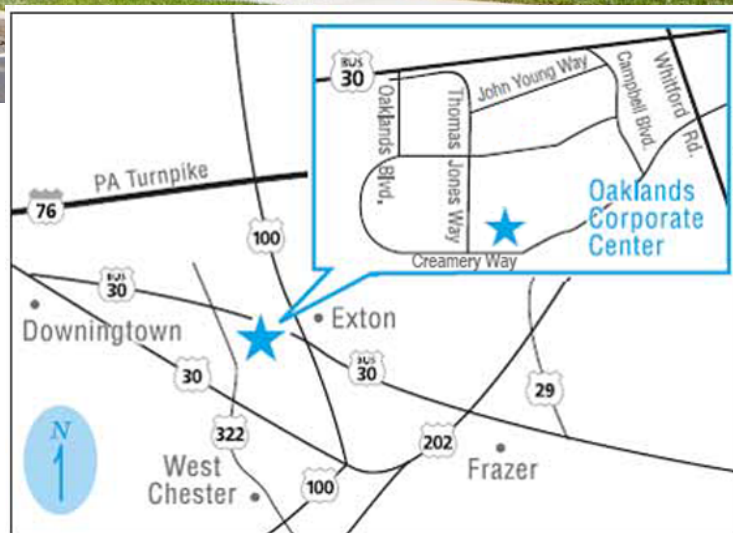 BUS
30
Oaklands Blvd.
Thomas Jones Way
John Young Way
Campbell Blvd.
Whitford Rd.
Oaklands
Corporate
Center
Creamery Way
PA Turnpike
76
100
BUS
30
Downingtown
Exton
30
BUS
30
29
322
202
West
Chester
100
Frazer
N